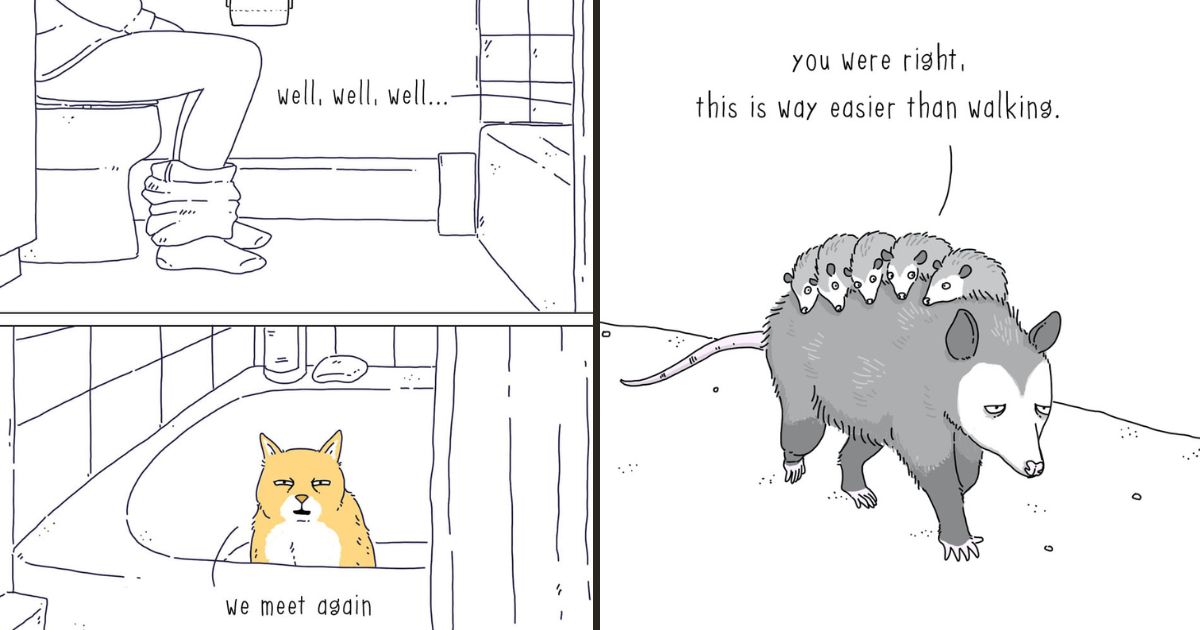 well, well, well...
we meet again
you were right,
this is way easier than walking.